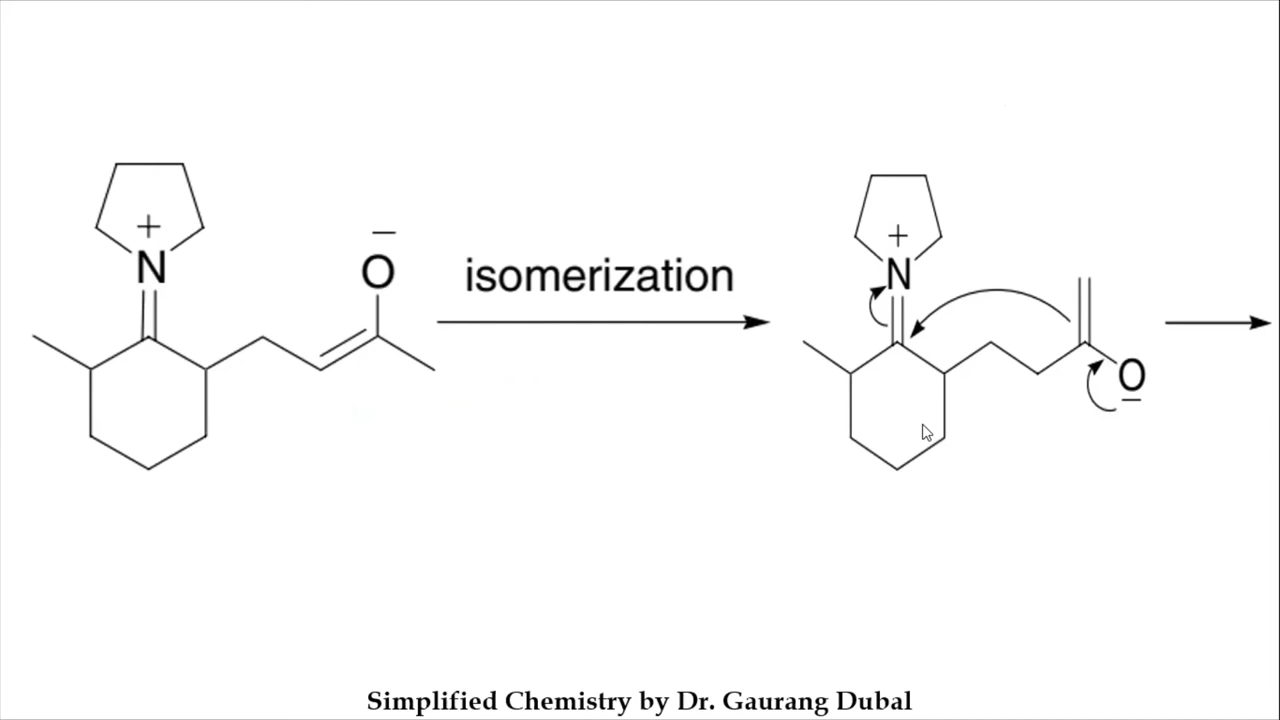 +
N
O
−
isomerization
+
N
O
−
Simplified Chemistry by Dr. Gaurang Dubal